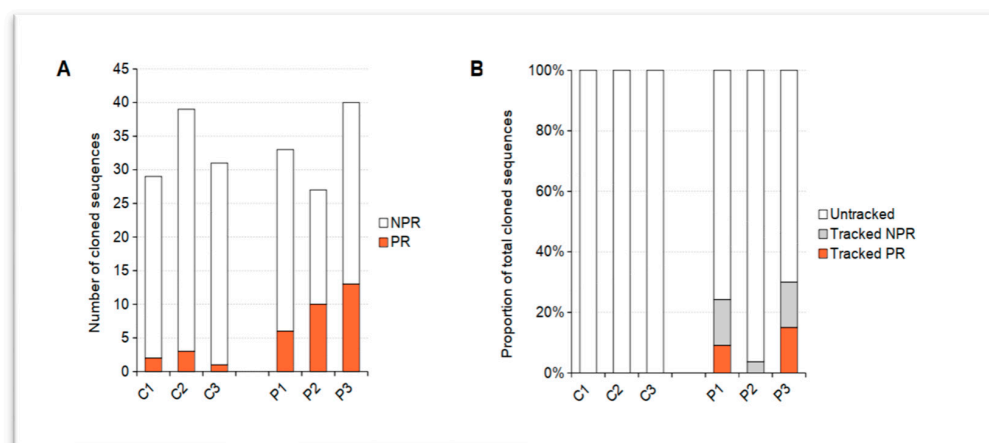 A
Number of cloned seuqences
45
40
35
30
25
20
15
10
5
0
C1
C2
C3
P1
P2
P3
NPR
PR
B
Proportion of total cloned sequences
100%
80%
60%
40%
20%
0%
C1
C2
C3
P1
P2
P3
Untracked
Tracked NPR
Tracked PR